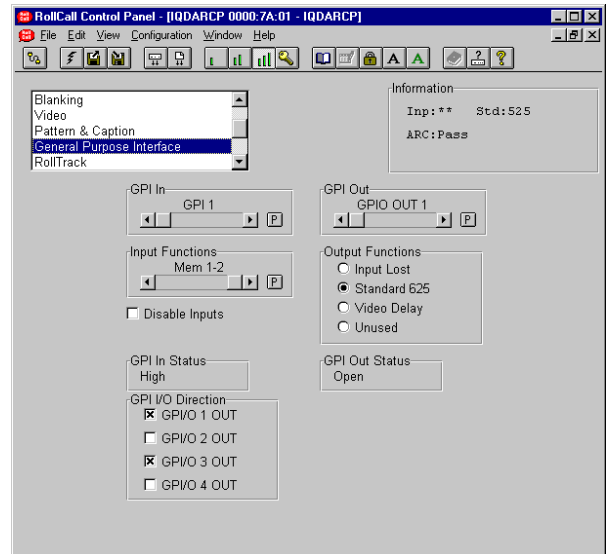 RollCall Control Panel - [IQDARCP 0000:7A:01 - IQDARCP]
File Edit View Configuration Window Help
A A
Blanking
Video
Pattern & Caption
General Purpose Interface
RollTrack
Information
Inp:** Std:525
ARC:Pass
GPI In
GPI 1
P
GPI Out
GPIO OUT 1
P
Input Functions
Mem 1-2
P
Disable Inputs
Output Functions
Input Lost
Standard 625
Video Delay
Unused
GPI In Status
High
GPI Out Status
Open
GPI I/O Direction
GPI/O 1 OUT
GPI/O 2 OUT
GPI/O 3 OUT
GPI/O 4 OUT